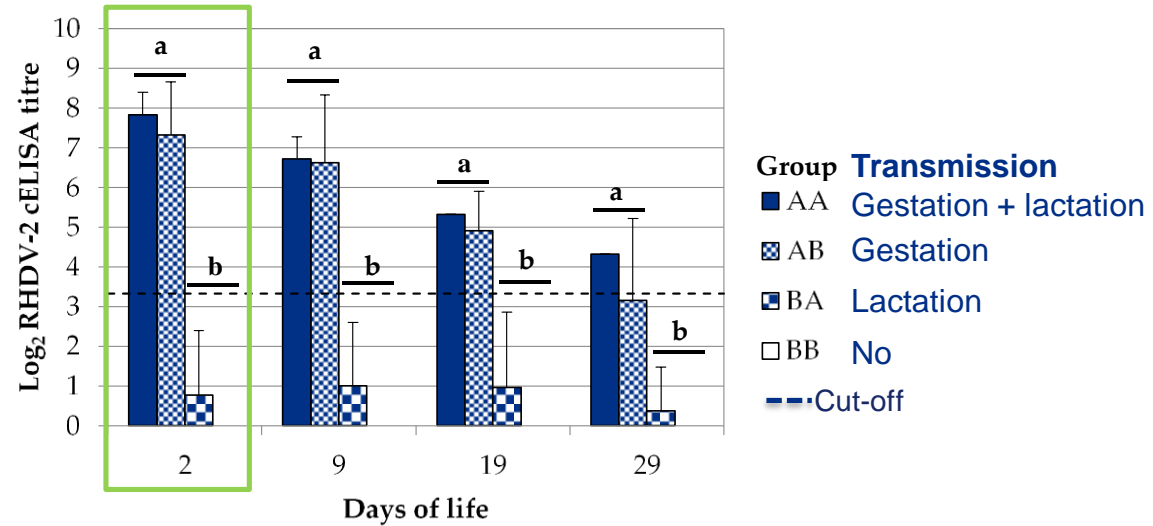 Log2 RHDV-2 cELISA titre
10
9
8
7
6
5
4
3
2
1
0
a
b
a
b
a
b
a
b
2 9 19 29
Days of life
Group Transmission
AA Gestation + lactation
AB Gestation
BA Lactation
BB No
Cut-off